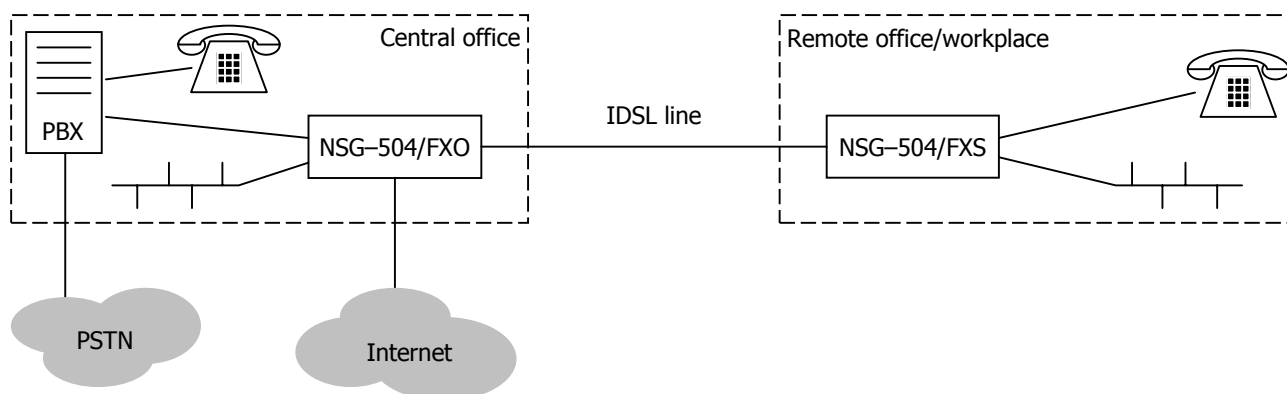 Central office
Remote office/workplace
PBX
NSG–504/FXO
IDSL line
NSG–504/FXS
PSTN
Internet